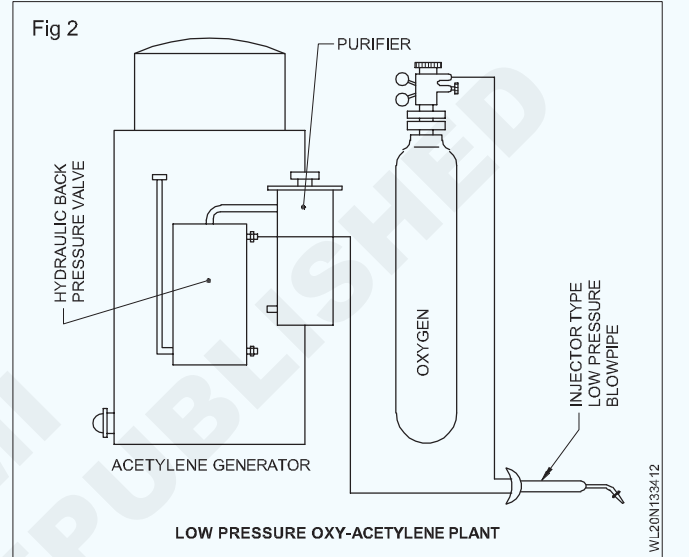 Fig 2
PURIFIER
HYDRAULIC BACK
PRESSURE VALVE
OXYGEN
INJECTOR TYPE
LOW PRESSURE
BLOWPIPE
ACETYLENE GENERATOR
LOW PRESSURE OXY-ACETYLENE PLANT
WL20N133412
MI
PUBLISHED